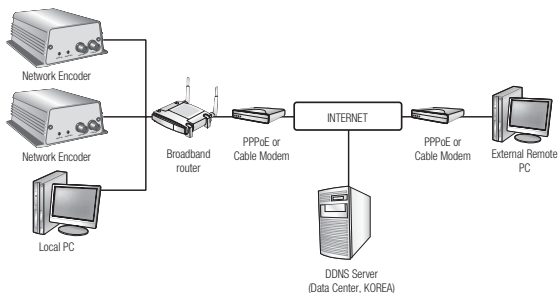 Network Encoder
INTERNET
Network Encoder
Broadband
router
PPPoE or
Cable Modem
PPPoE or
Cable Modem
External Remote
PC
Local PC
DDNS Server
(Data Center, KOREA)